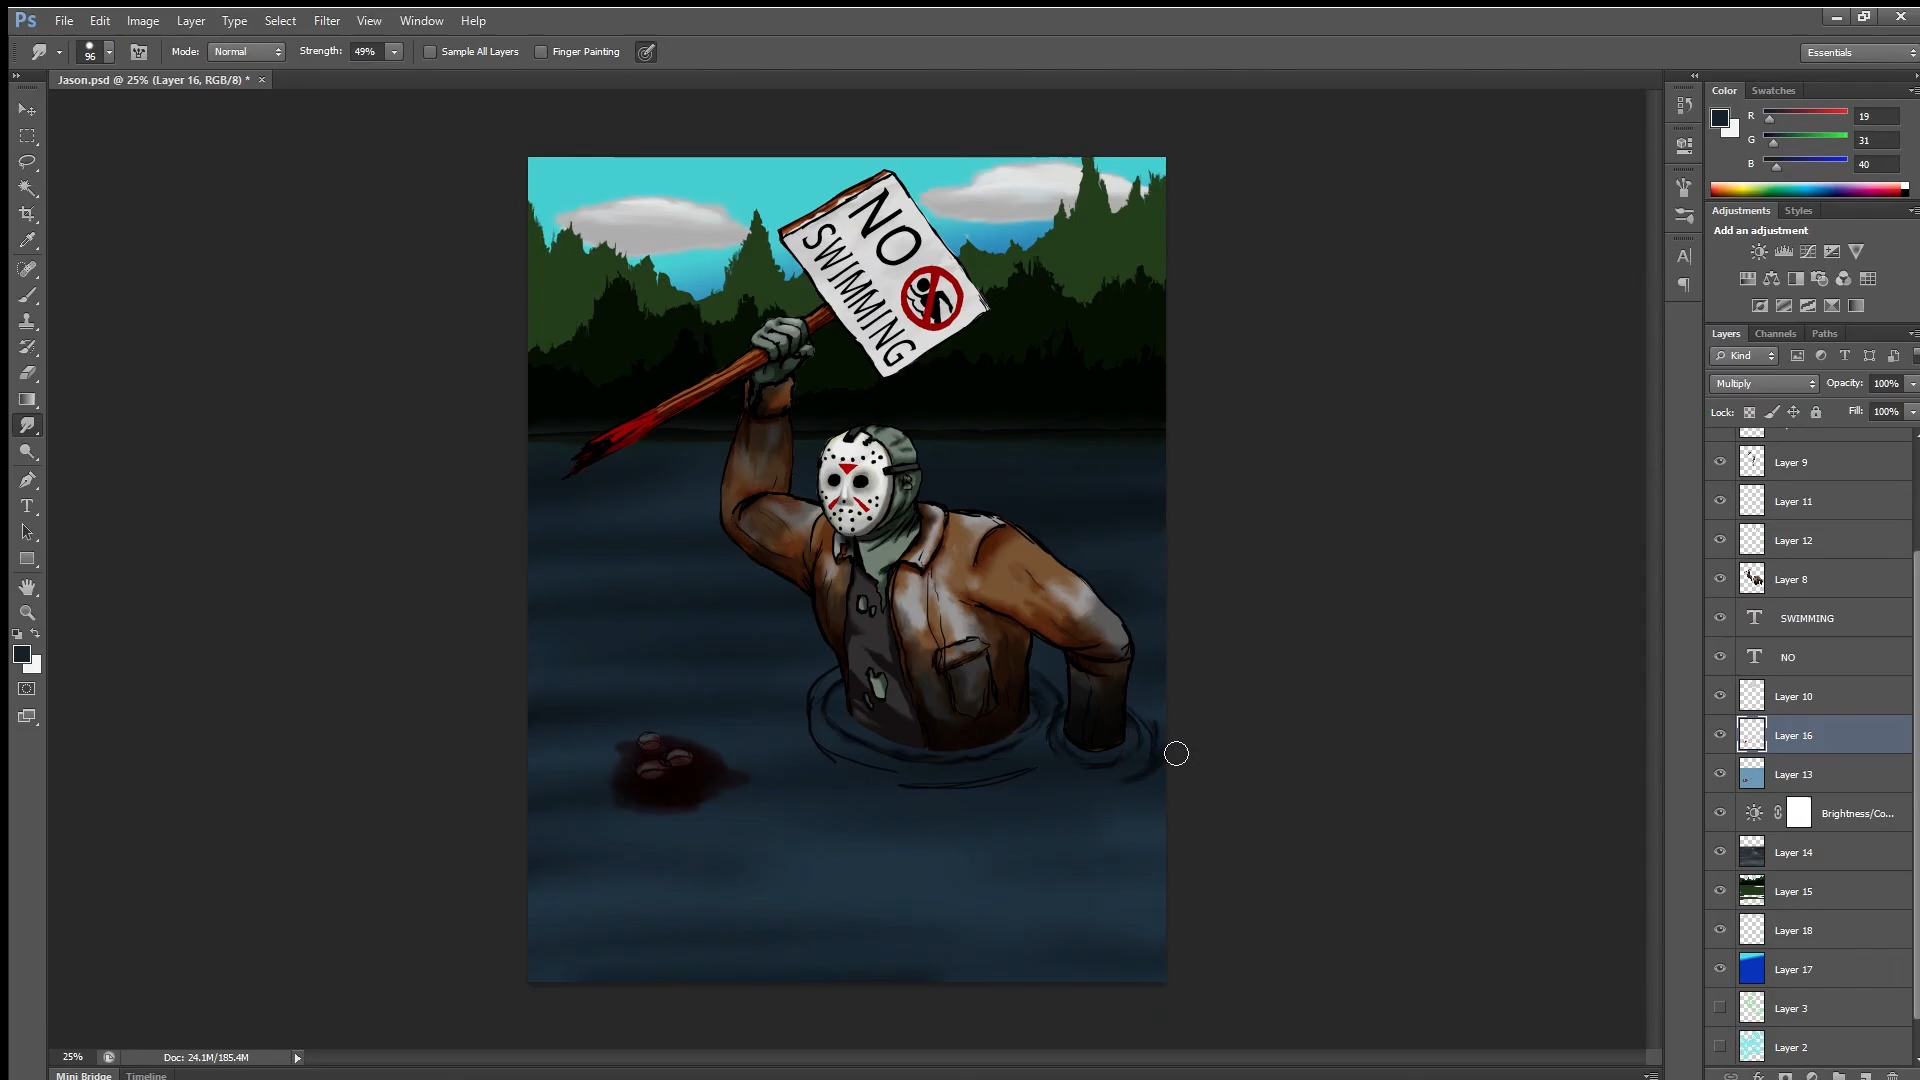 Ps File Edit Image Layer Type Select Filter View Window Help
96 Mode: Normal Strength: 49% Sample All Layers Finger Painting Essentials
Jason.psd @ 25% (Layer 16, RGB/8) * ×
Color Swatches
R 19
G 31
B 40
Adjustments Styles
Add an adjustment
Layers Channels Paths
Kind
Multiply Opacity: 100%
Lock: Fill: 100%
Layer 9
Layer 11
Layer 12
Layer 8
SWIMMING
NO
Layer 10
Layer 16
Layer 13
Brightness/Co...
Layer 14
Layer 15
Layer 18
Layer 17
Layer 3
Layer 2
NO
SWIMMING
25% Doc: 24.1M/185.4M
Mini Bridge Timeline